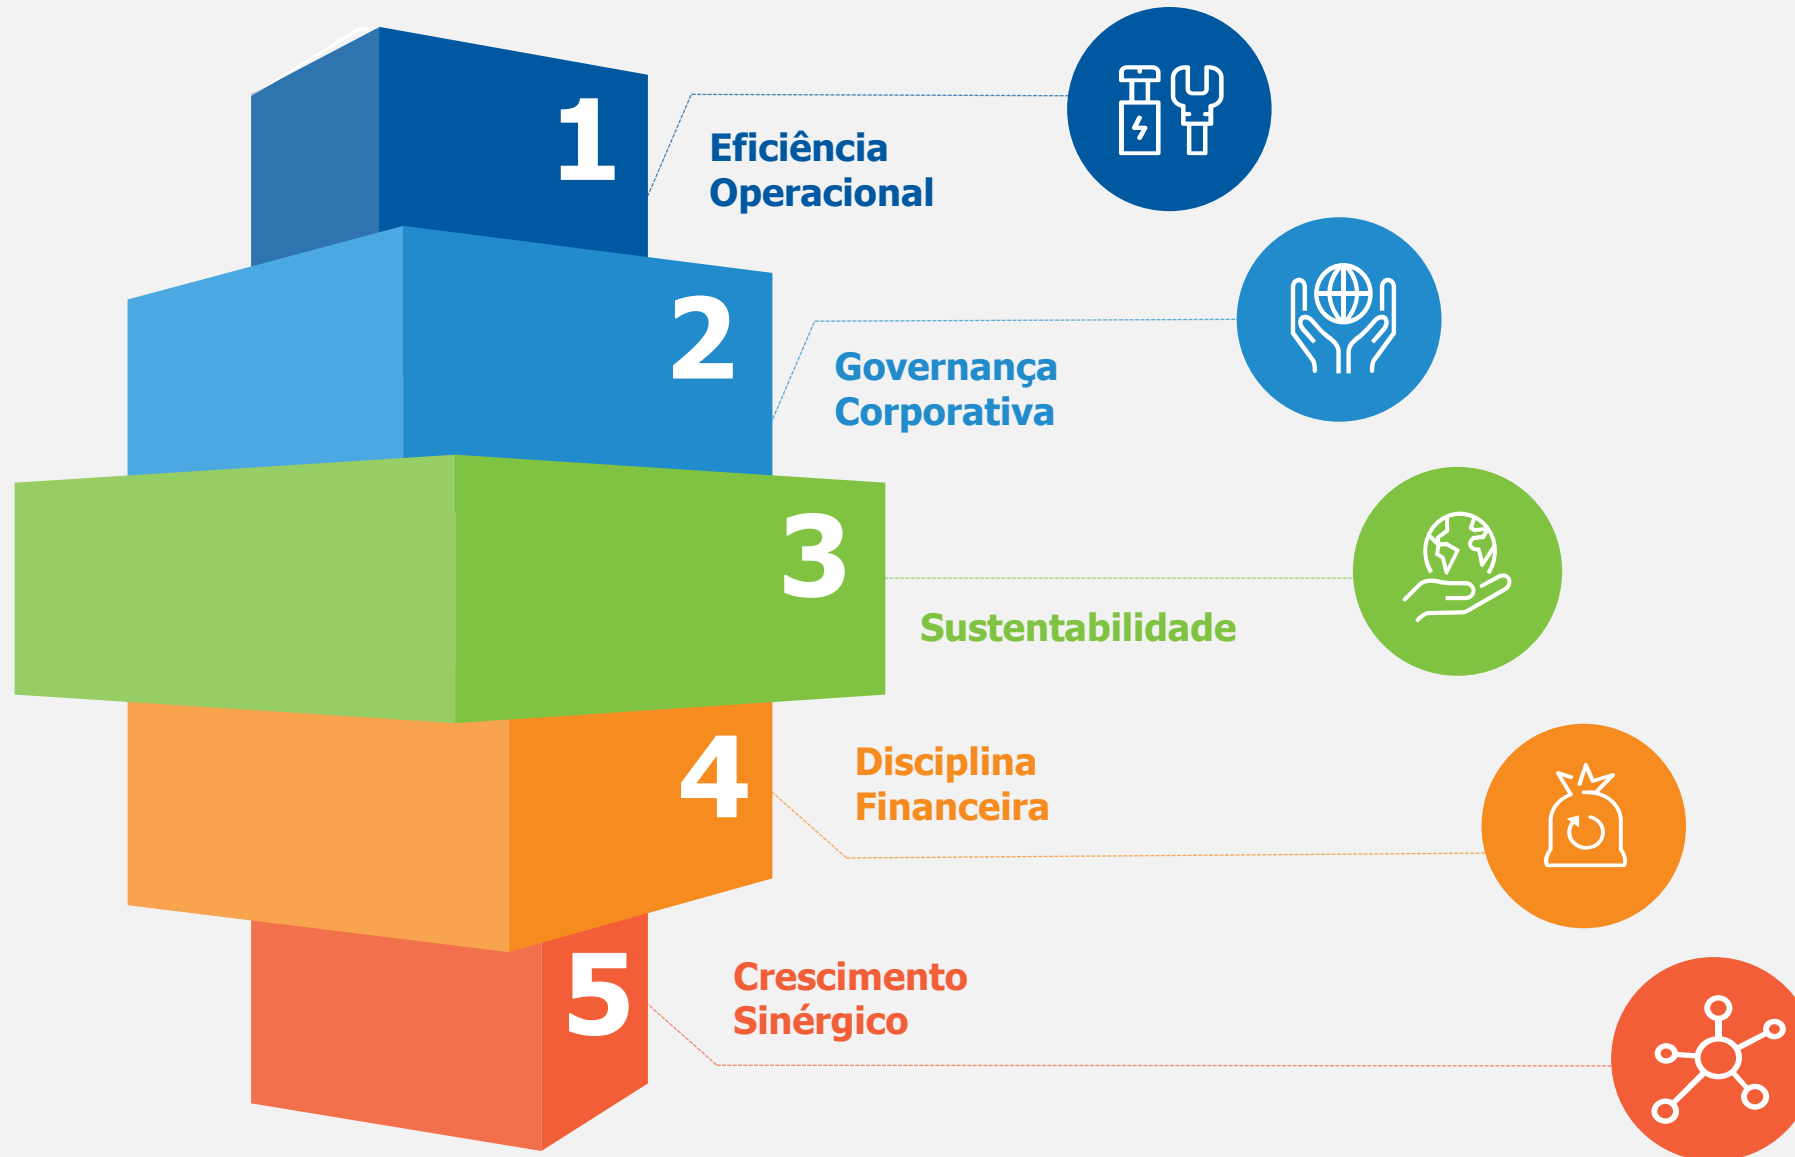 1
Eficiência
Operacional
2
Governança
Corporativa
3
Sustentabilidade
4
Disciplina
Financeira
5
Crescimento
Sinérgico